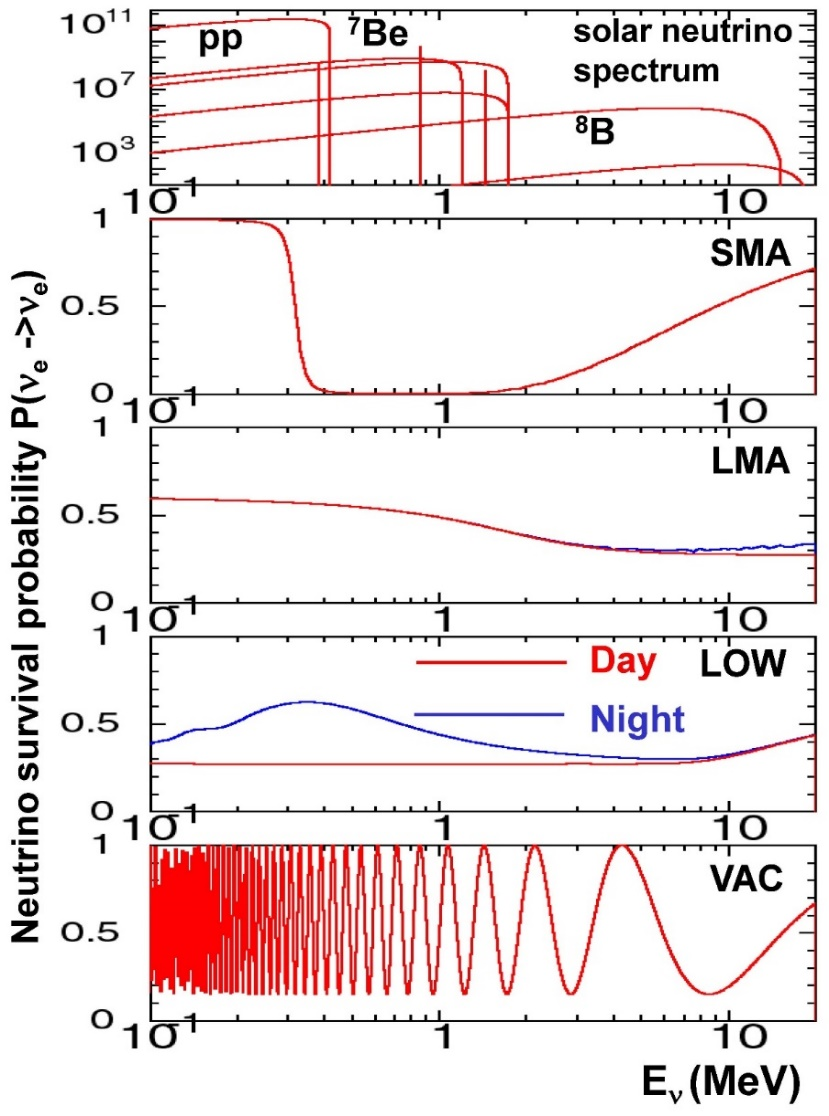 10¹¹
10⁷
10³
pp
⁷Be
⁸B
solar neutrino
spectrum
10⁻¹
1
10
1
0.5
0
SMA
10⁻¹
1
10
1
0.5
0
LMA
10⁻¹
1
10
1
0.5
0
Day
Night
LOW
10⁻¹
1
10
1
0.5
0
VAC
10⁻¹
1
10
Neutrino survival probability P(νₑ ->νₑ)
Eᵥ (MeV)